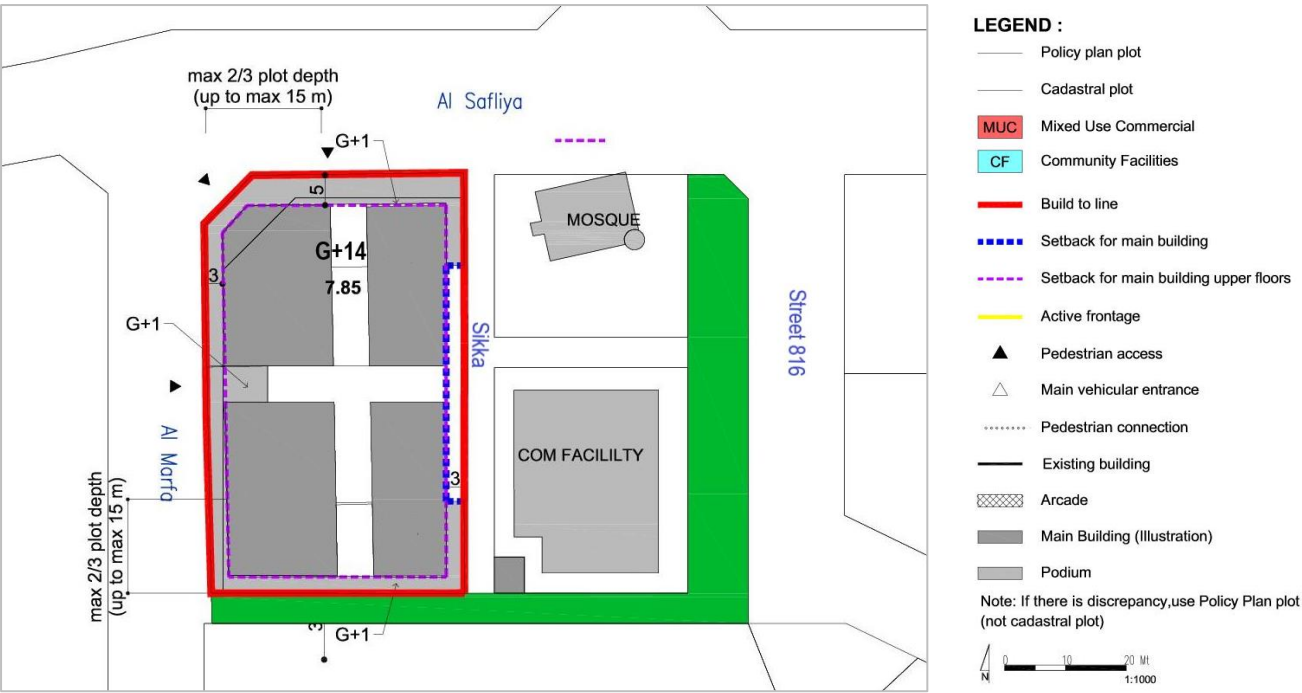 max 2/3 plot depth
(up to max 15 m)
Al Safliya
G+1
5
MOSQUE
G+14
7.85
3
G+1
Sikka
Street 816
Al Marfa
COM FACILILTY
3
max 2/3 plot depth
(up to max 15 m)
3
G+1
LEGEND :
Policy plan plot
Cadastral plot
MUC Mixed Use Commercial
CF Community Facilities
Build to line
Setback for main building
Setback for main building upper floors
Active frontage
Pedestrian access
Main vehicular entrance
Pedestrian connection
Existing building
Arcade
Main Building (Illustration)
Podium
Note: If there is discrepancy,use Policy Plan plot
(not cadastral plot)
N
0 10 20 Mt
1:1000